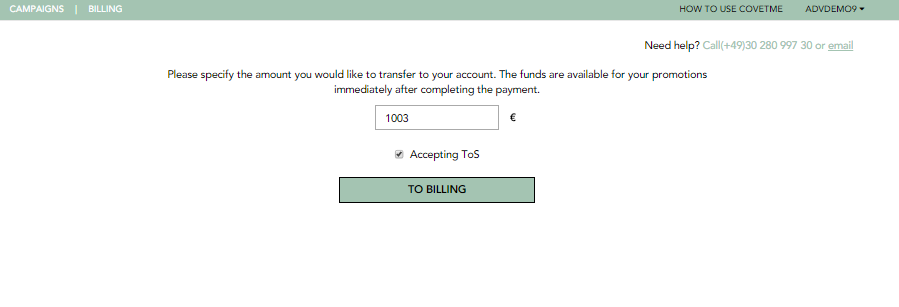 CAMPAIGNS | BILLING HOW TO USE COVETME ADVDEMO9
Need help? Call(+49)30 280 997 30 or email
Please specify the amount you would like to transfer to your account. The funds are available for your promotions
immediately after completing the payment.
1003 €
Accepting ToS
TO BILLING